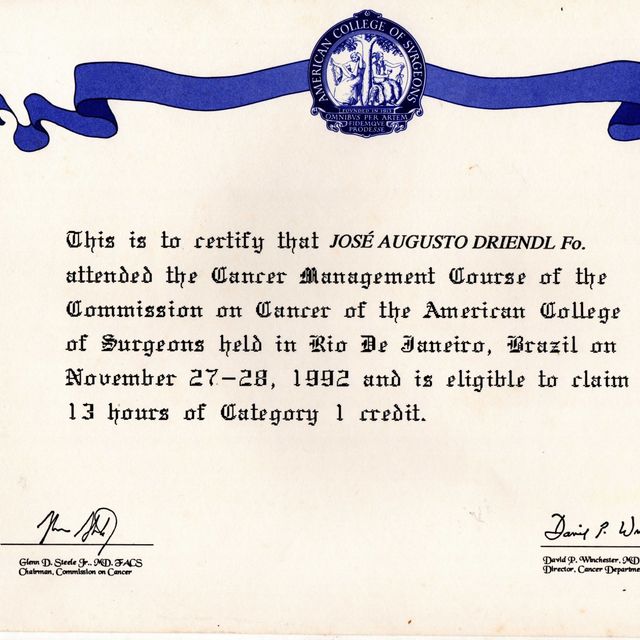 AMERICAN COLLEGE OF SVRGEONS
FOUNDED IN 1913
OMNIBVS PER ARTEM
FIDEMQVE
PRODESSE
This is to certify that JOSÉ AUGUSTO DRIENDL Fo.
attended the Cancer Management Course of the
Commission on Cancer of the American College
of Surgeons held in Rio De Janeiro, Brazil on
November 27-28, 1992 and is eligible to claim
13 hours of Category 1 credit.
Glenn D. Steele Jr., MD, FACS
Chairman, Commission on Cancer
David P. Winchester, MD
Director, Cancer Departme